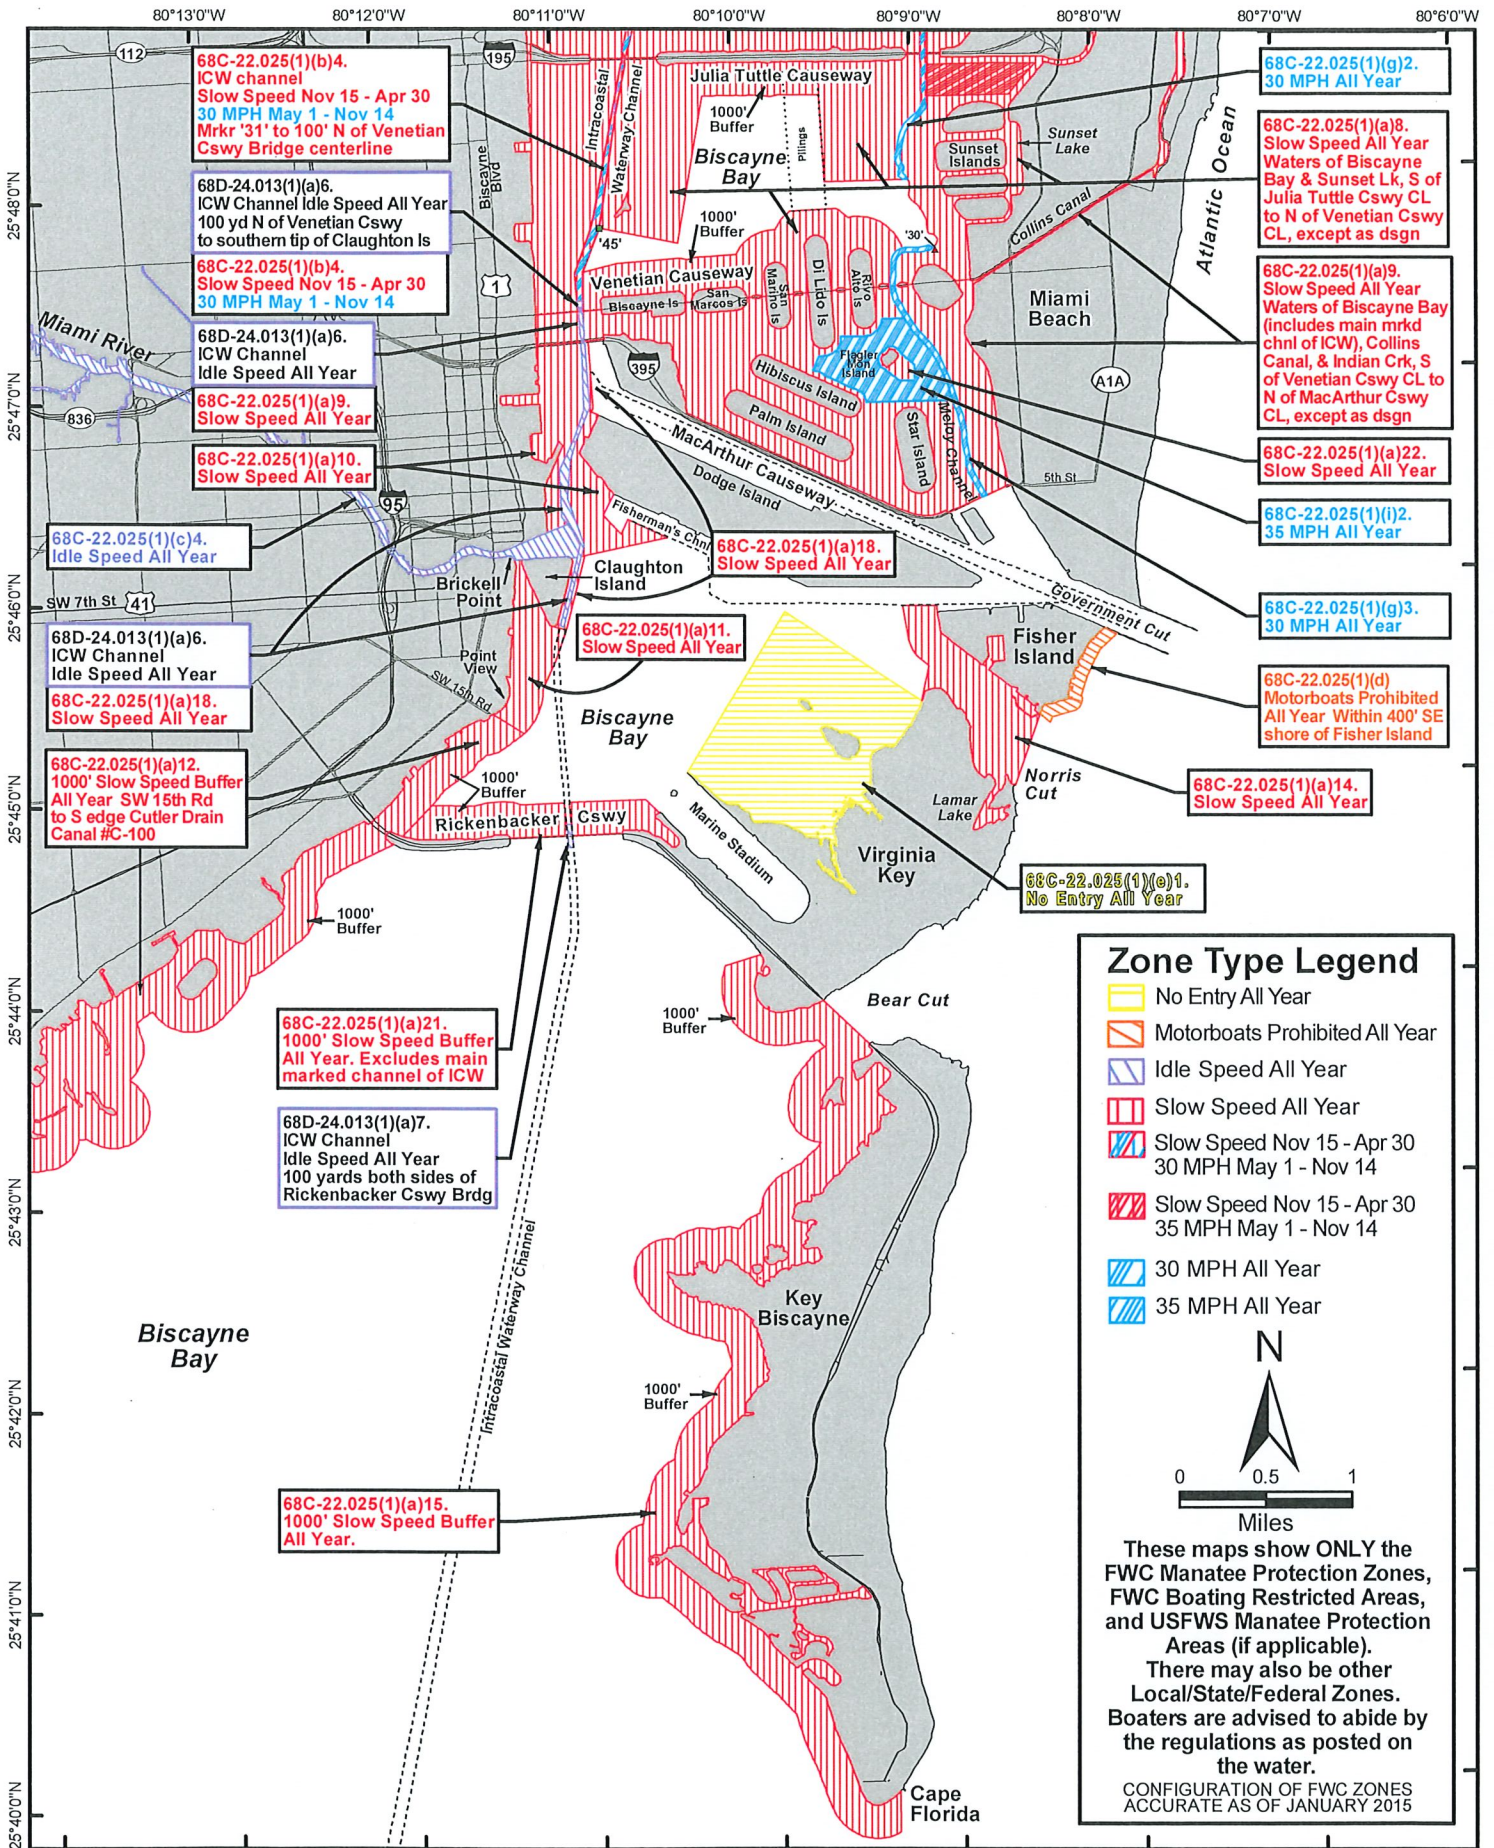 80°13'0"W
80°12'0"W
80°11'0"W
80°10'0"W
80°9'0"W
80°8'0"W
80°7'0"W
80°6'0"W
25°48'0"N
25°47'0"N
25°46'0"N
25°45'0"N
25°44'0"N
25°43'0"N
25°42'0"N
25°41'0"N
25°40'0"N
112
195
68C-22.025(1)(b)4.
ICW channel
Slow Speed Nov 15 - Apr 30
30 MPH May 1 - Nov 14
Mrkr '31' to 100' N of Venetian
Cswy Bridge centerline
68D-24.013(1)(a)6.
ICW Channel Idle Speed All Year
100 yd N of Venetian Cswy
to southern tip of Claughton Is
68C-22.025(1)(b)4.
Slow Speed Nov 15 - Apr 30
30 MPH May 1 - Nov 14
68D-24.013(1)(a)6.
ICW Channel
Idle Speed All Year
68C-22.025(1)(a)9.
Slow Speed All Year
68C-22.025(1)(a)10.
Slow Speed All Year
68C-22.025(1)(c)4.
Idle Speed All Year
68D-24.013(1)(a)6.
ICW Channel
Idle Speed All Year
68C-22.025(1)(a)18.
Slow Speed All Year
68C-22.025(1)(a)12.
1000' Slow Speed Buffer
All Year SW 15th Rd
to S edge Cutler Drain
Canal #C-100
68C-22.025(1)(a)21.
1000' Slow Speed Buffer
All Year. Excludes main
marked channel of ICW
68D-24.013(1)(a)7.
ICW Channel
Idle Speed All Year
100 yards both sides of
Rickenbacker Cswy Brdg
68C-22.025(1)(a)15.
1000' Slow Speed Buffer
All Year.
68C-22.025(1)(a)18.
Slow Speed All Year
68C-22.025(1)(a)11.
Slow Speed All Year
68C-22.025(1)(g)2.
30 MPH All Year
68C-22.025(1)(a)8.
Slow Speed All Year
Waters of Biscayne
Bay & Sunset Lk, S of
Julia Tuttle Cswy CL
to N of Venetian Cswy
CL, except as dsgn
68C-22.025(1)(a)9.
Slow Speed All Year
Waters of Biscayne Bay
(includes main mrkd
chnl of ICW), Collins
Canal, & Indian Crk, S
of Venetian Cswy CL to
N of MacArthur Cswy
CL, except as dsgn
68C-22.025(1)(a)22.
Slow Speed All Year
68C-22.025(1)(i)2.
35 MPH All Year
68C-22.025(1)(g)3.
30 MPH All Year
68C-22.025(1)(d)
Motorboats Prohibited
All Year Within 400' SE
shore of Fisher Island
68C-22.025(1)(a)14.
Slow Speed All Year
68C-22.025(1)(e)1.
No Entry All Year
Biscayne
Blvd
1
Intracoastal
Waterway Channel
Julia Tuttle Causeway
1000'
Buffer
Pilings
Biscayne
Bay
1000'
Buffer
'45'
'30'
Sunset
Islands
Sunset
Lake
Collins Canal
Atlantic Ocean
Venetian Causeway
Biscayne Is
San
Marcos Is
San
Marino Is
Di Lido Is
Rivo
Alto Is
Miami
Beach
Miami River
836
395
Flagler
Mon
Island
Hibiscus Island
Palm Island
Star Island
Meloy Channel
A1A
5th St
MacArthur Causeway
Dodge Island
Fisherman's Chnl
95
Claughton
Island
Brickell
Point
SW 7th St
41
Government Cut
Fisher
Island
Point
View
SW 15th Rd
Biscayne
Bay
1000'
Buffer
Rickenbacker Cswy
Marine Stadium
Norris
Cut
Lamar
Lake
Virginia
Key
1000'
Buffer
1000'
Buffer
Bear Cut
Intracoastal Waterway Channel
Biscayne
Bay
Key
Biscayne
1000'
Buffer
Cape
Florida
Zone Type Legend
No Entry All Year
Motorboats Prohibited All Year
Idle Speed All Year
Slow Speed All Year
Slow Speed Nov 15 - Apr 30
30 MPH May 1 - Nov 14
Slow Speed Nov 15 - Apr 30
35 MPH May 1 - Nov 14
30 MPH All Year
35 MPH All Year
N
0 0.5 1
Miles
These maps show ONLY the
FWC Manatee Protection Zones,
FWC Boating Restricted Areas,
and USFWS Manatee Protection
Areas (if applicable).
There may also be other
Local/State/Federal Zones.
Boaters are advised to abide by
the regulations as posted on
the water.
CONFIGURATION OF FWC ZONES
ACCURATE AS OF JANUARY 2015